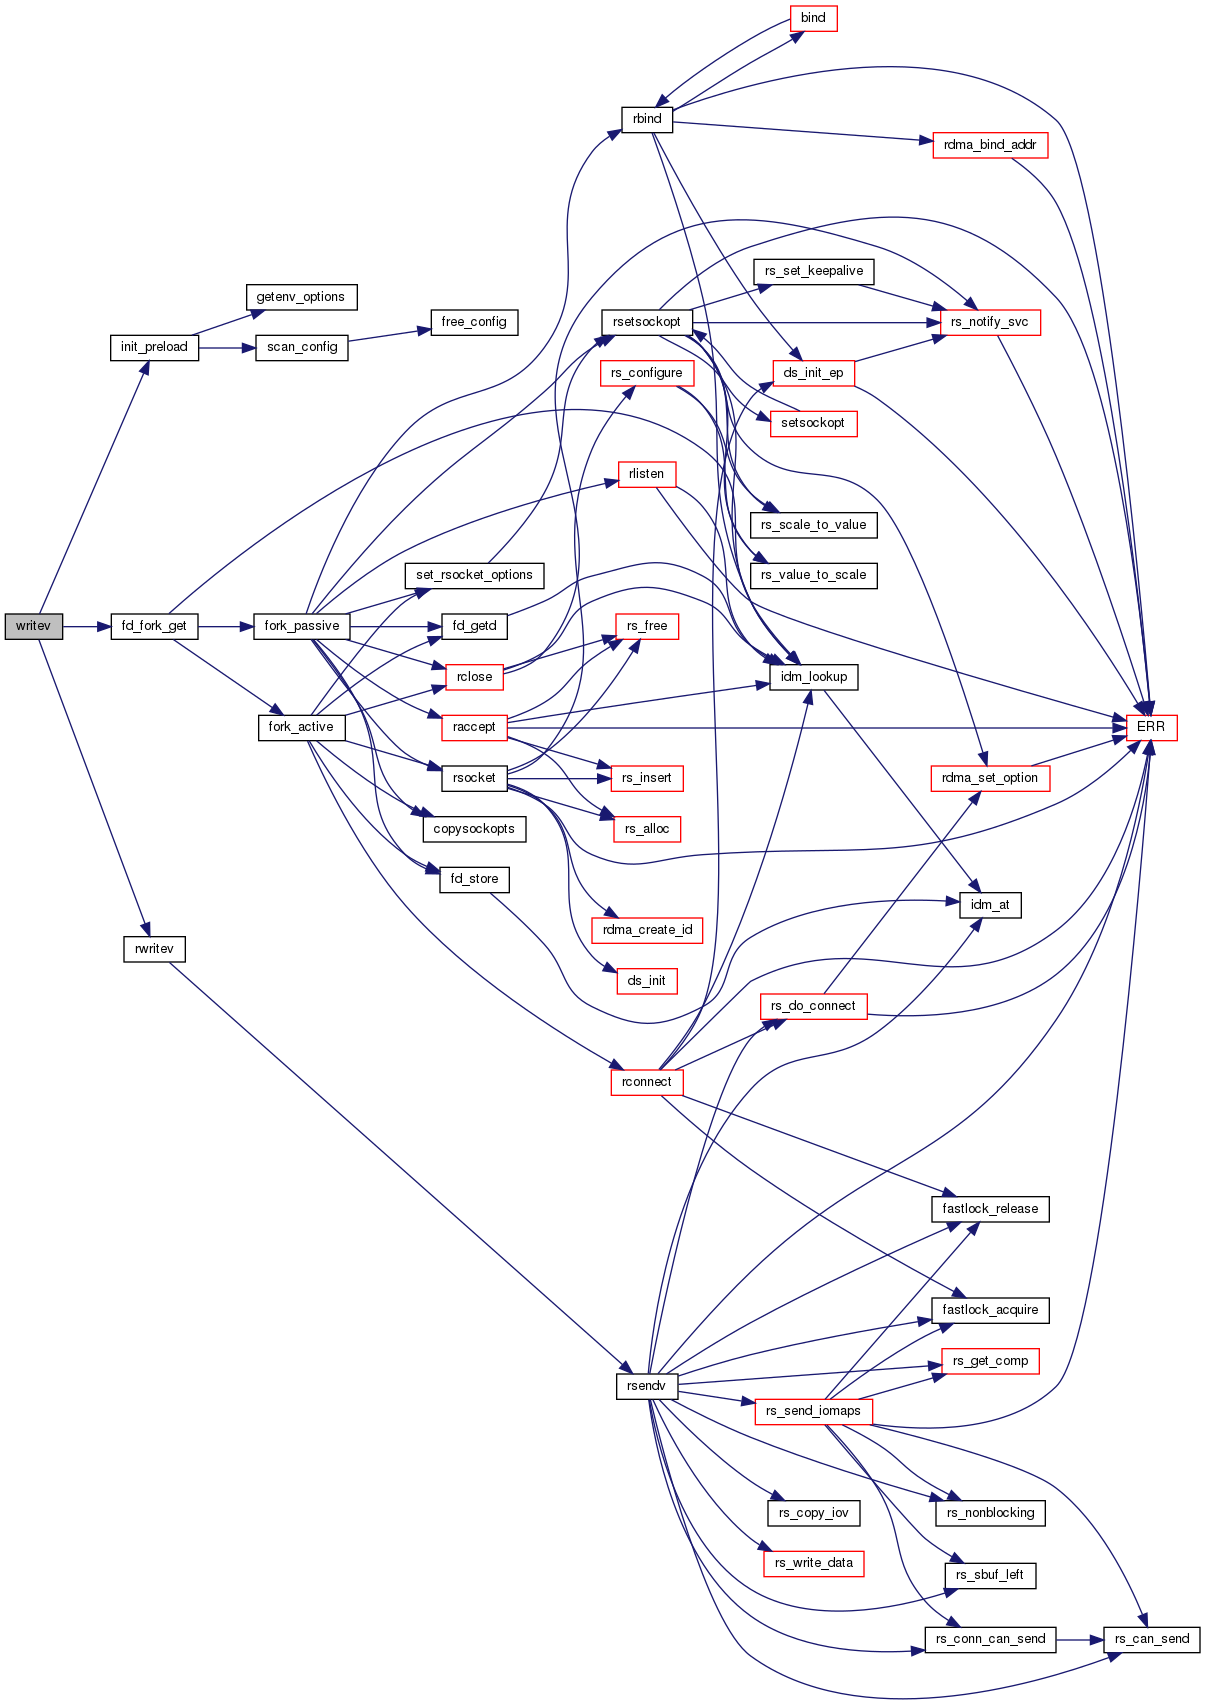 bind
rbind
rdma_bind_addr
rs_set_keepalive
getenv_options
rsetsockopt
rs_notify_svc
free_config
init_preload
scan_config
rs_configure
ds_init_ep
setsockopt
rlisten
rs_scale_to_value
set_rsocket_options
rs_value_to_scale
writev
fd_fork_get
fork_passive
fd_getd
rs_free
rclose
idm_lookup
fork_active
raccept
ERR
rsocket
rs_insert
rdma_set_option
copysockopts
rs_alloc
fd_store
idm_at
rdma_create_id
rwritev
ds_init
rs_do_connect
rconnect
fastlock_release
fastlock_acquire
rs_get_comp
rsendv
rs_send_iomaps
rs_copy_iov
rs_nonblocking
rs_write_data
rs_sbuf_left
rs_conn_can_send
rs_can_send